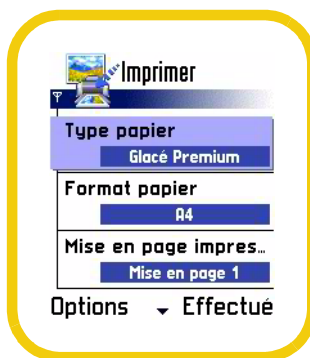 Imprimer
Type papier
Glacé Premium
Format papier
A4
Mise en page impres…
Mise en page 1
Options Effectué